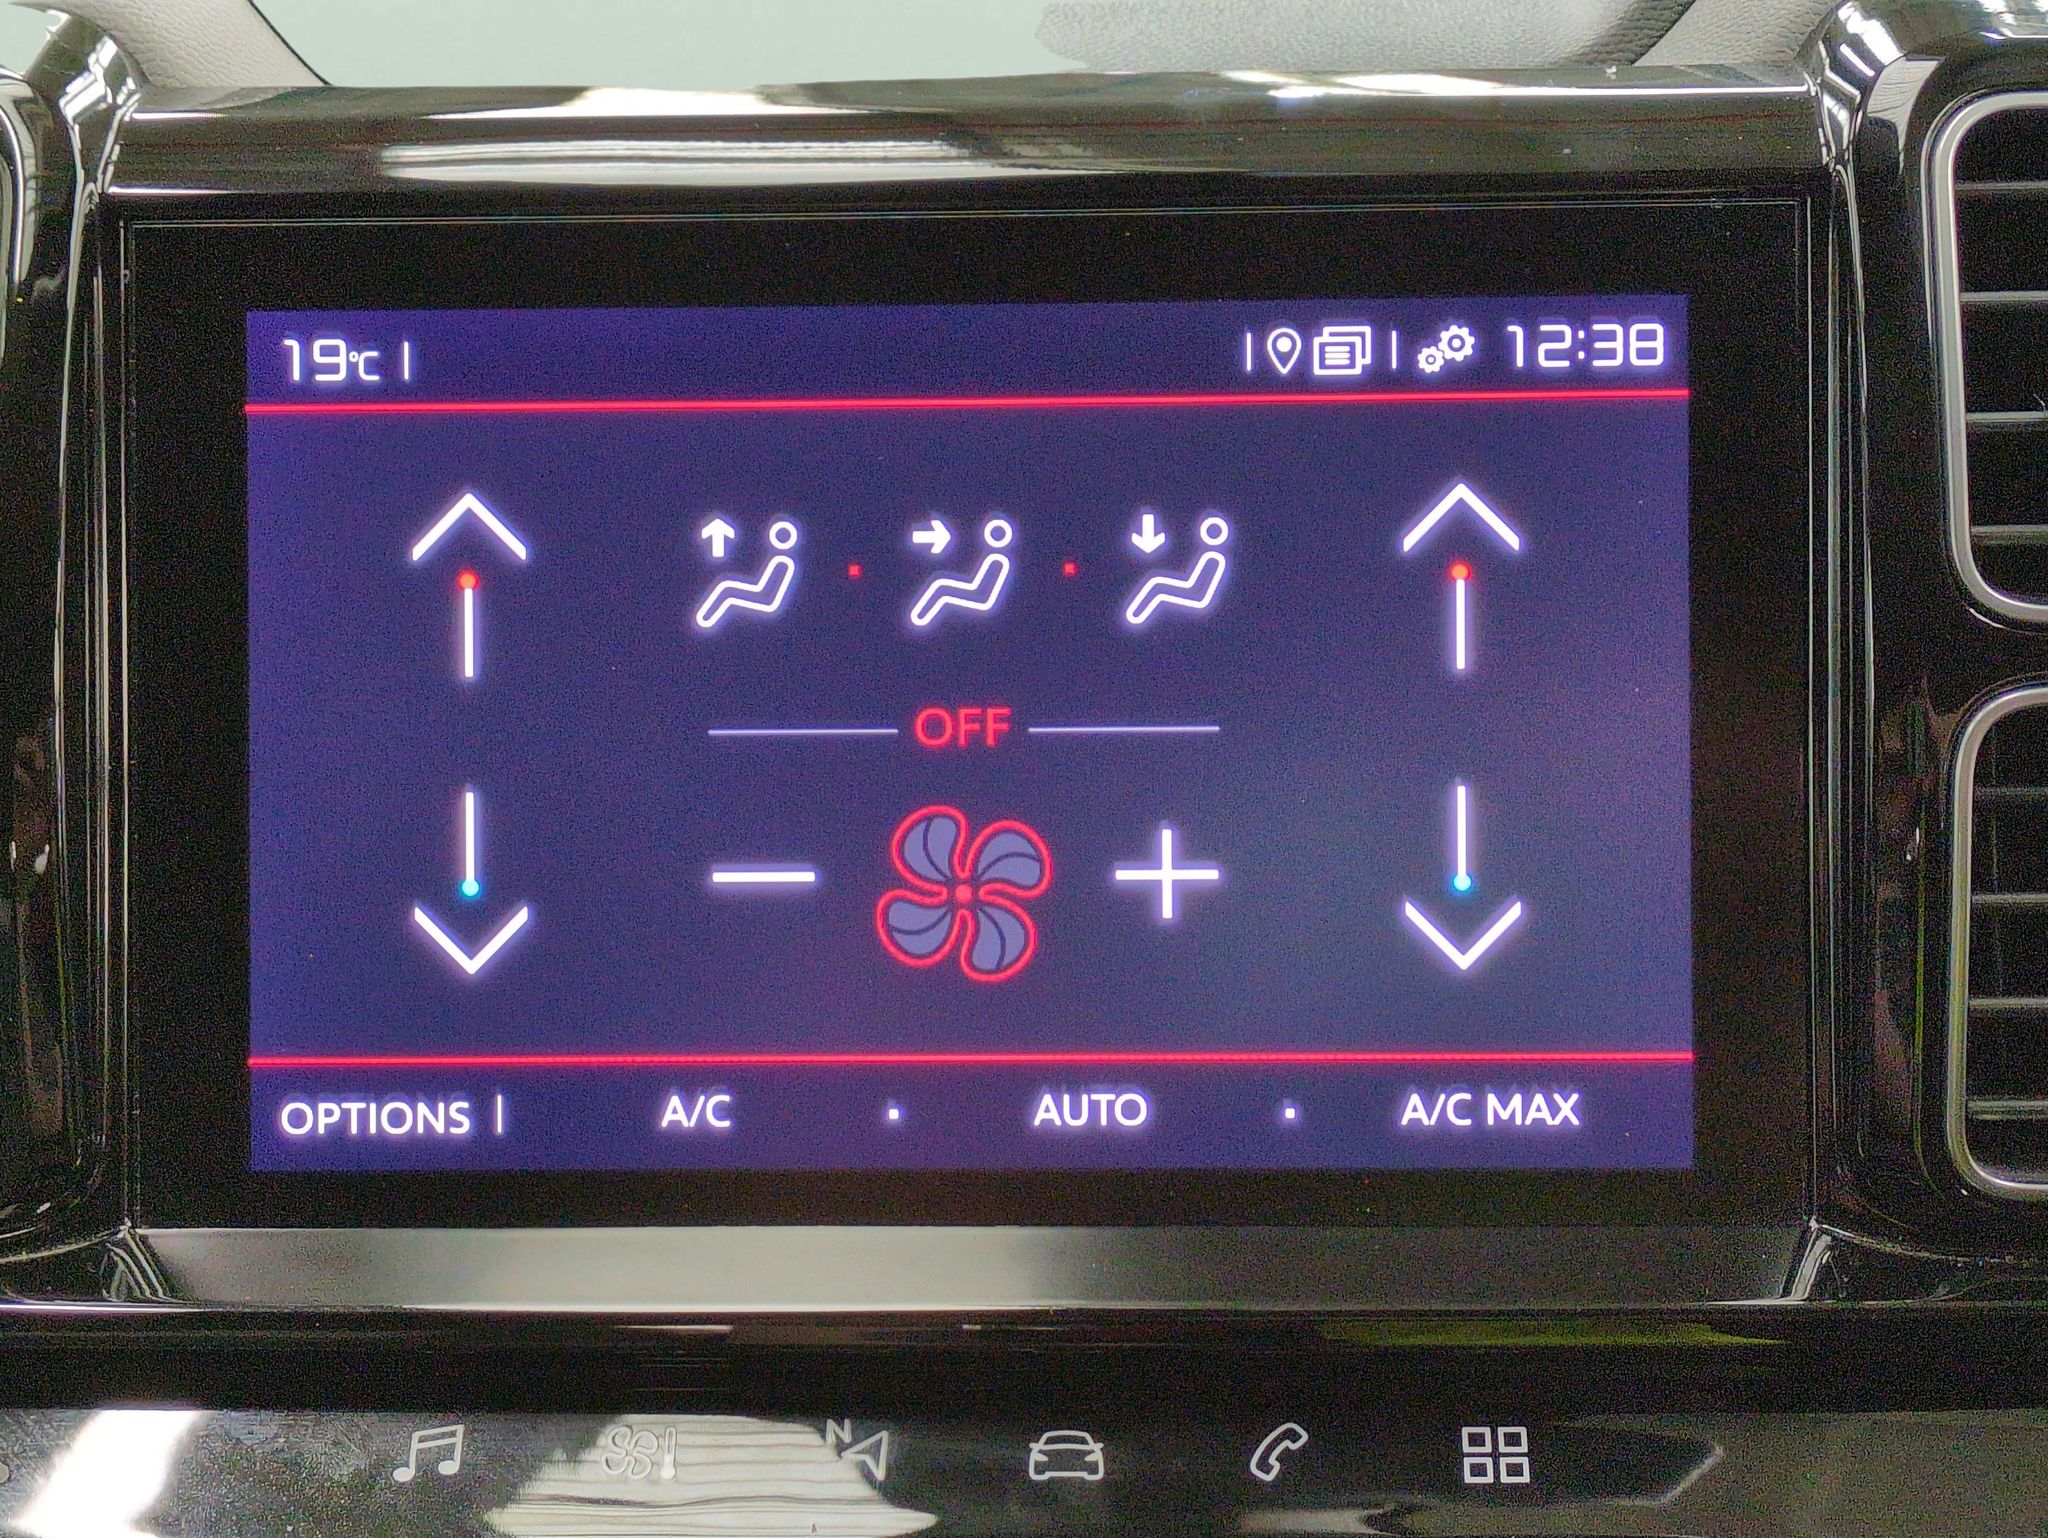 19°C |
12:38
OFF
OPTIONS | A/C · AUTO · A/C MAX
N